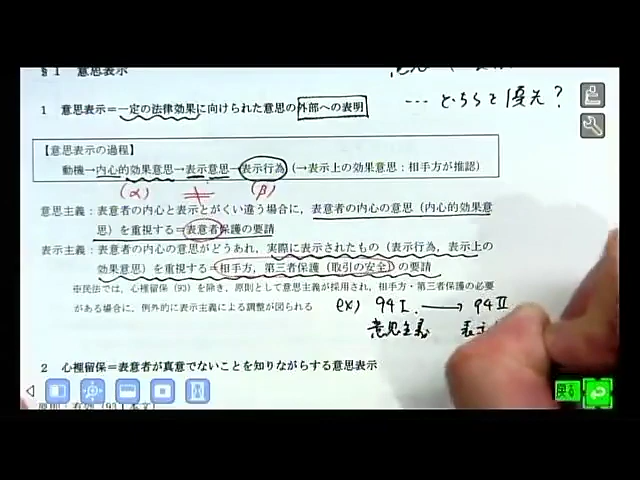 §1 意思表示
… どちらを優先?
1 意思表示=一定の法律効果に向けられた意思の外部への表明
【意思表示の過程】
動機→内心的効果意思→表示意思→表示行為(→表示上の効果意思:相手方が推認)
(α) (β)
意思主義:表意者の内心と表示とがくい違う場合に,表意者の内心の意思(内心的効果意
思)を重視する=表意者保護の要請
表示主義:表意者の内心の意思がどうあれ,実際に表示されたもの(表示行為,表示上の
効果意思)を重視する=相手方,第三者保護(取引の安全)の要請
※民法では,心裡留保(93)を除き,原則として意思主義が採用され,相手方・第三者保護の必要
がある場合に,例外的に表示主義による調整が図られる
ex) 94Ⅰ. → 94Ⅱ
意思主義 表示
2 心裡留保=表意者が真意でないことを知りながらする意思表示
戻る
原則:有効(93Ⅰ本文)